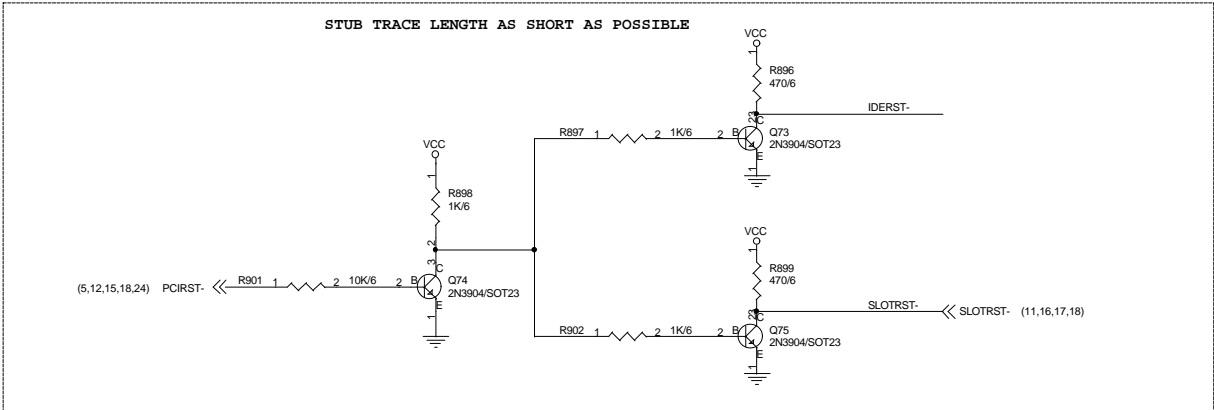 STUB TRACE LENGTH AS SHORT AS POSSIBLE
VCC
1
R896
470/6
IDERST-
23
C
R897 1 2 1K/6 2 B
Q73
2N3904/SOT23
E
1
VCC
1
R898
1K/6
2
3
C
(5,12,15,18,24) PCIRST- R901 1 2 10K/6 2 B
Q74
2N3904/SOT23
E
1
VCC
1
R899
470/6
SLOTRST-
SLOTRST- (11,16,17,18)
23
C
R902 1 2 1K/6 2 B
Q75
2N3904/SOT23
E
1